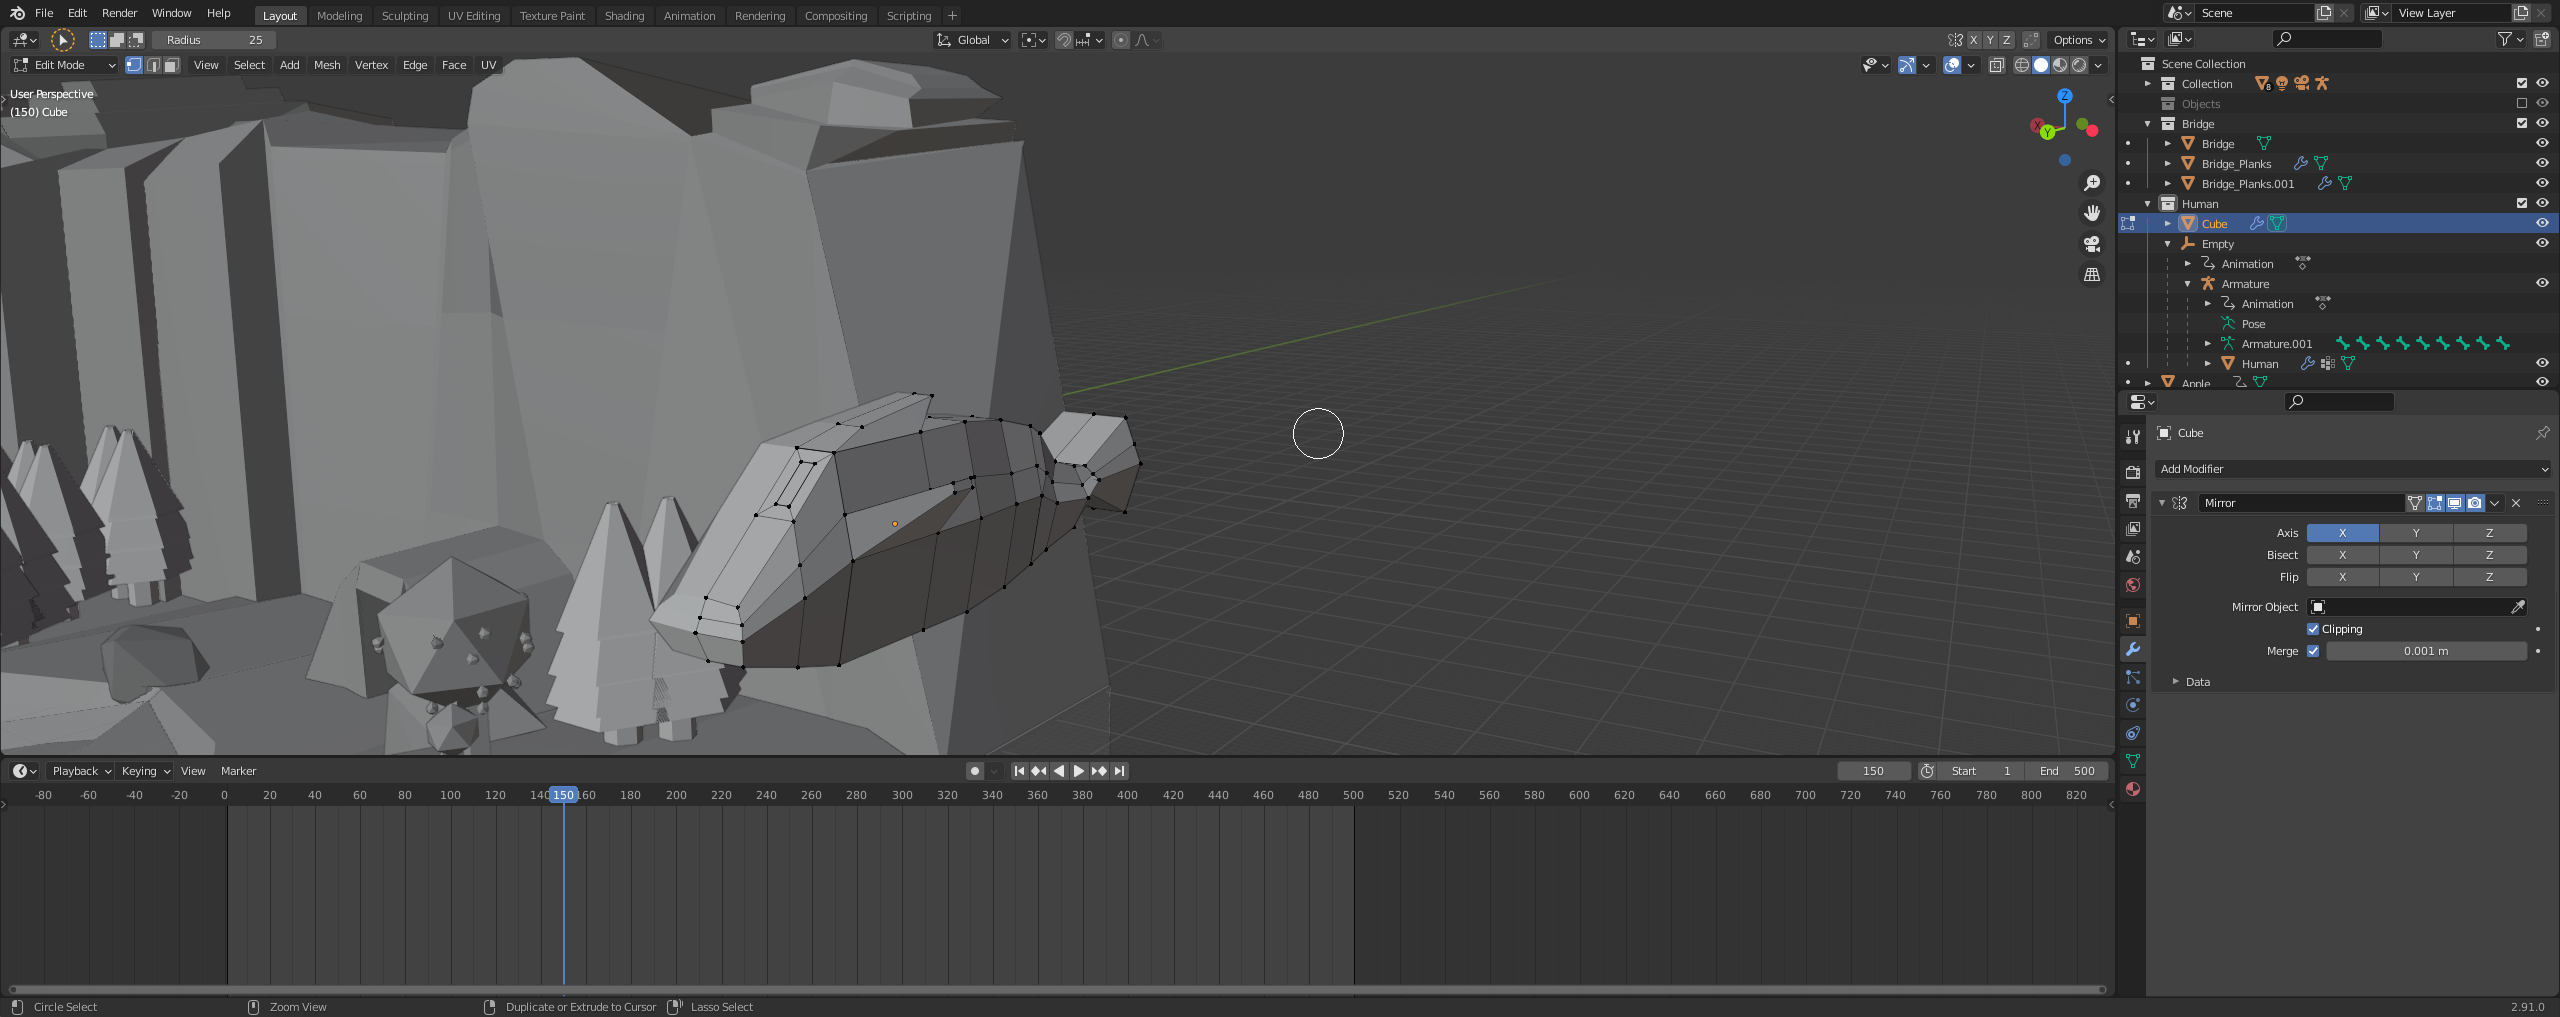 File Edit Render Window Help Layout Modeling Sculpting UV Editing Texture Paint Shading Animation Rendering Compositing Scripting + Scene View Layer
Radius 25 Global X Y Z Options
Edit Mode View Select Add Mesh Vertex Edge Face UV
User Perspective
(150) Cube
Z
X
Y
Scene Collection
Collection 8
Objects
Bridge
Bridge
Bridge_Planks
Bridge_Planks.001
Human
Cube
Empty
Animation
Armature
Animation
Pose
Armature.001
Human
Apple
Cube
Add Modifier
Mirror
Axis X Y Z
Bisect X Y Z
Flip X Y Z
Mirror Object
Clipping
Merge 0.001 m
Data
Playback Keying View Marker 150 Start 1 End 500
-80 -60 -40 -20 0 20 40 60 80 100 120 140 150 160 180 200 220 240 260 280 300 320 340 360 380 400 420 440 460 480 500 520 540 560 580 600 620 640 660 680 700 720 740 760 780 800 820
Circle Select Zoom View Duplicate or Extrude to Cursor Lasso Select 2.91.0